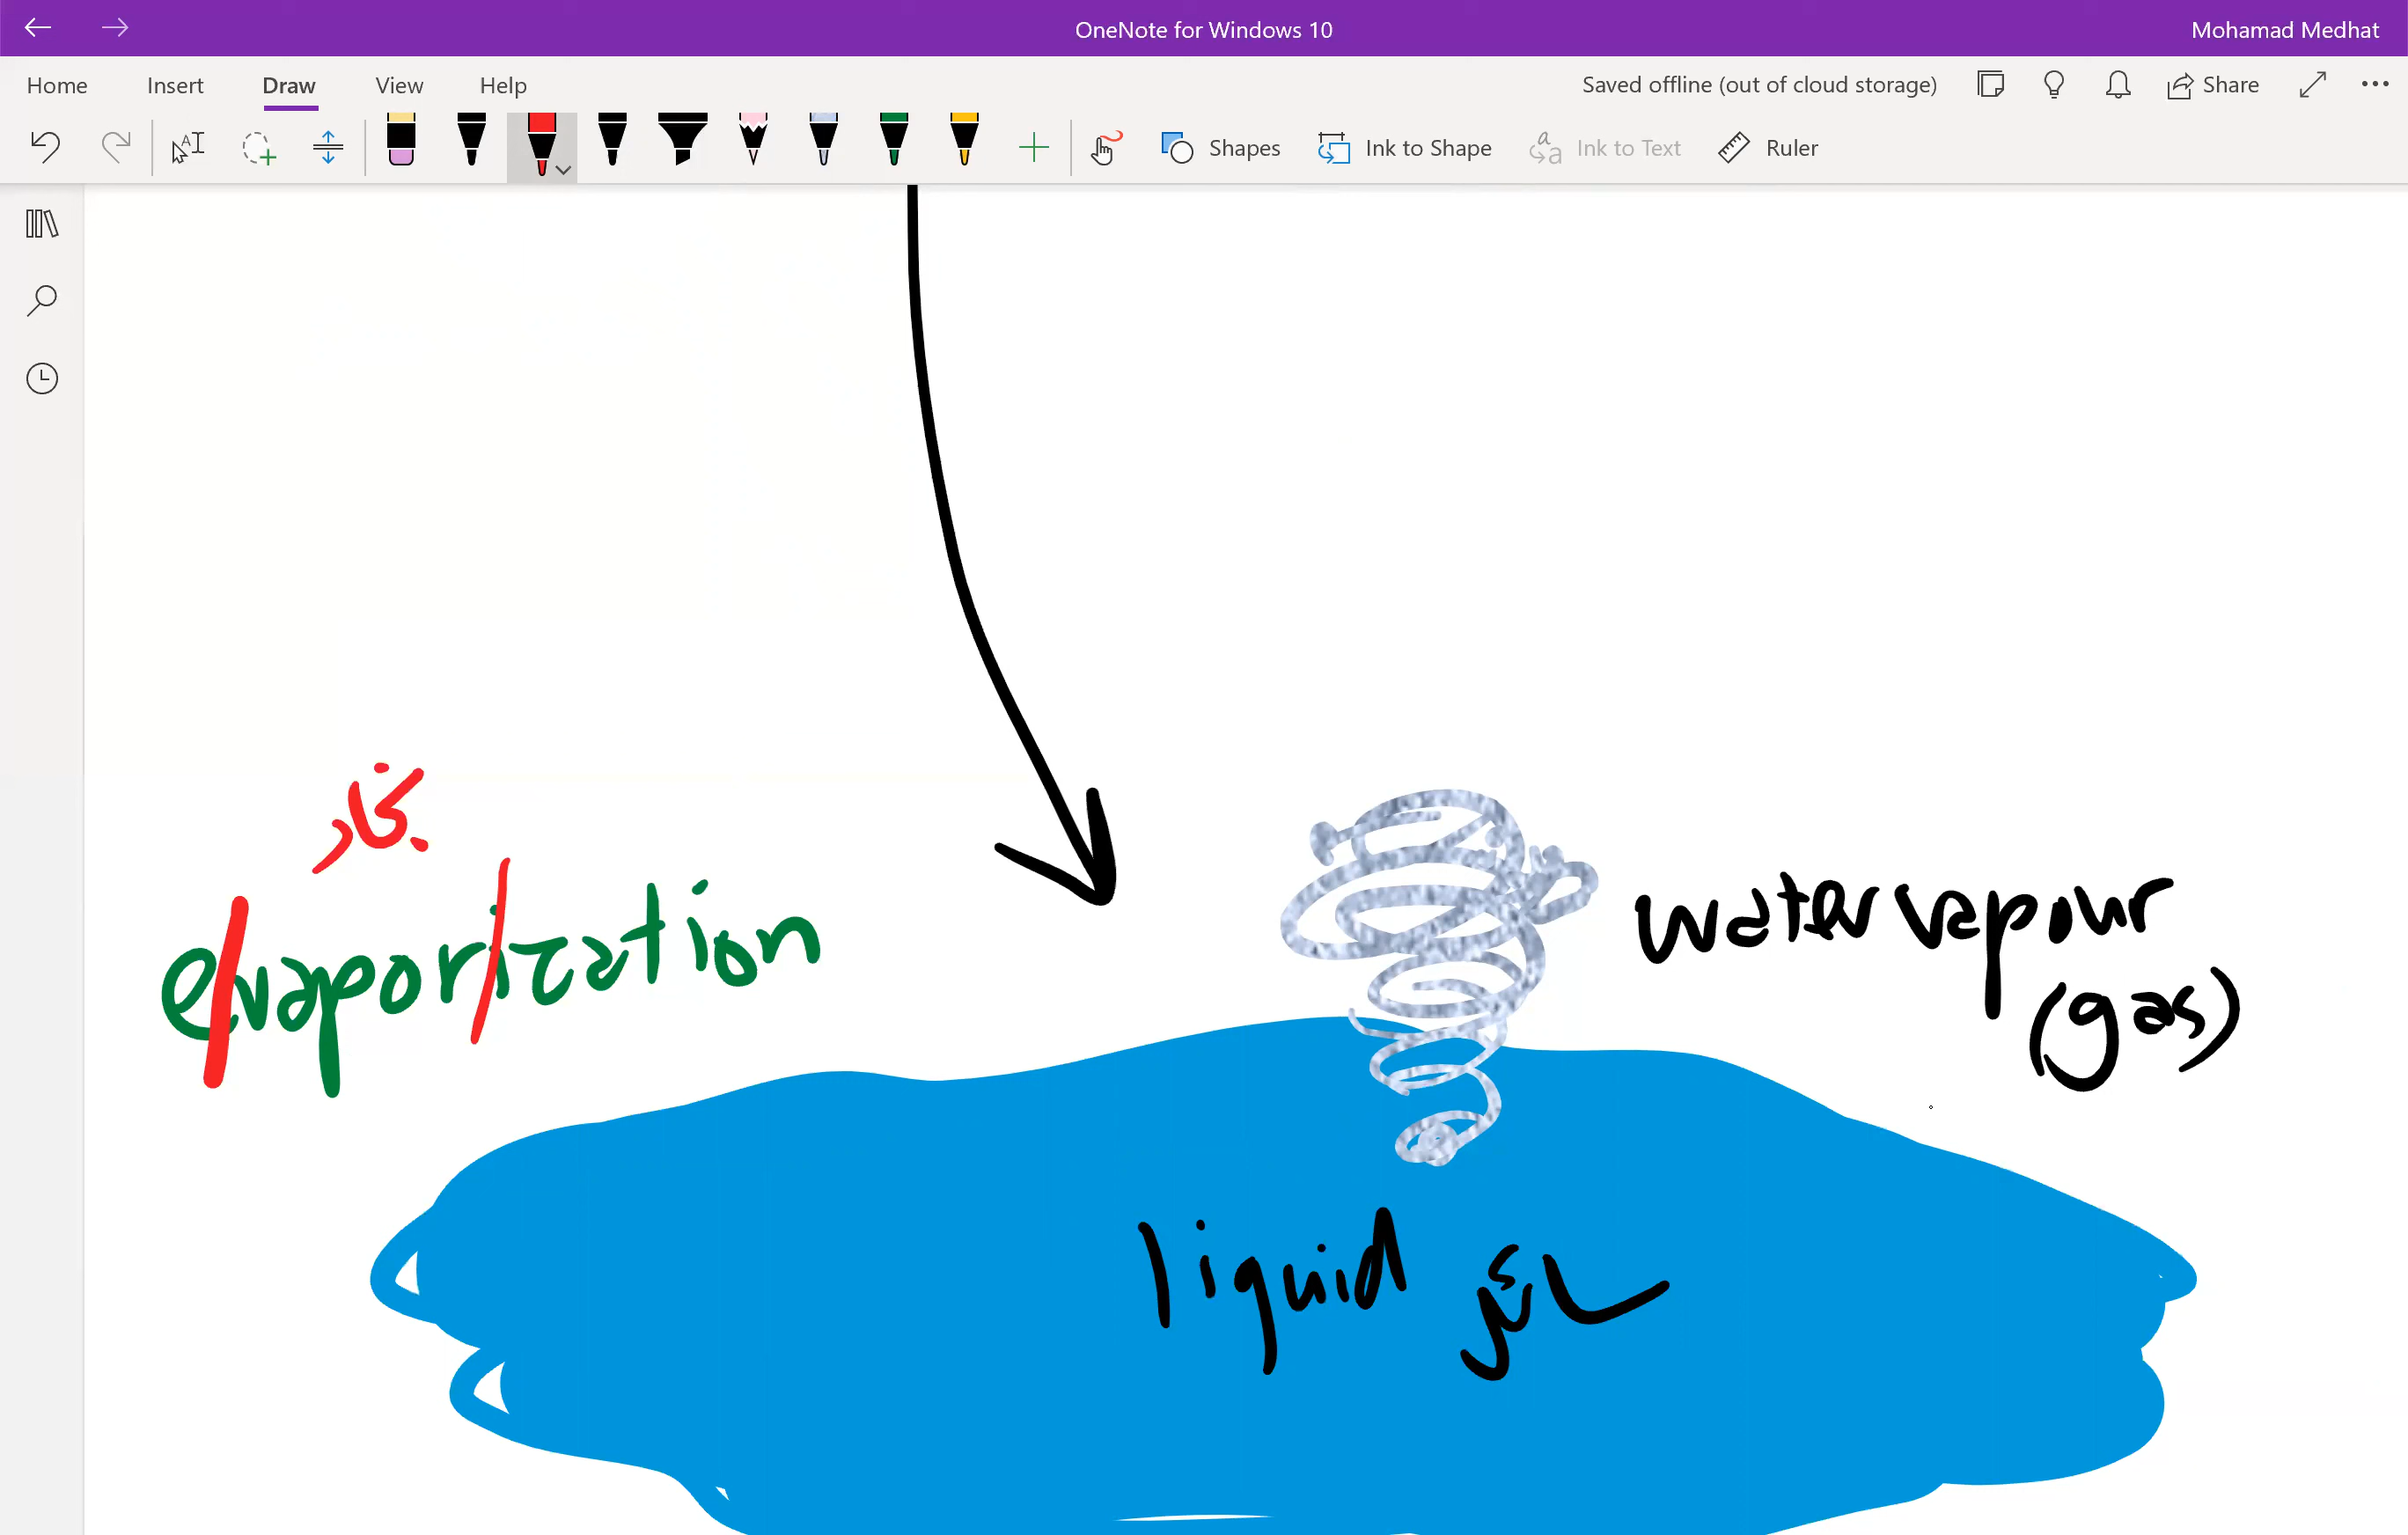 OneNote for Windows 10
Mohamad Medhat
Home Insert Draw View Help
Saved offline (out of cloud storage)
Share
Shapes
Ink to Shape
Ink to Text
Ruler
بخار
evaporization
water vapour
(gas)
liquid سائل